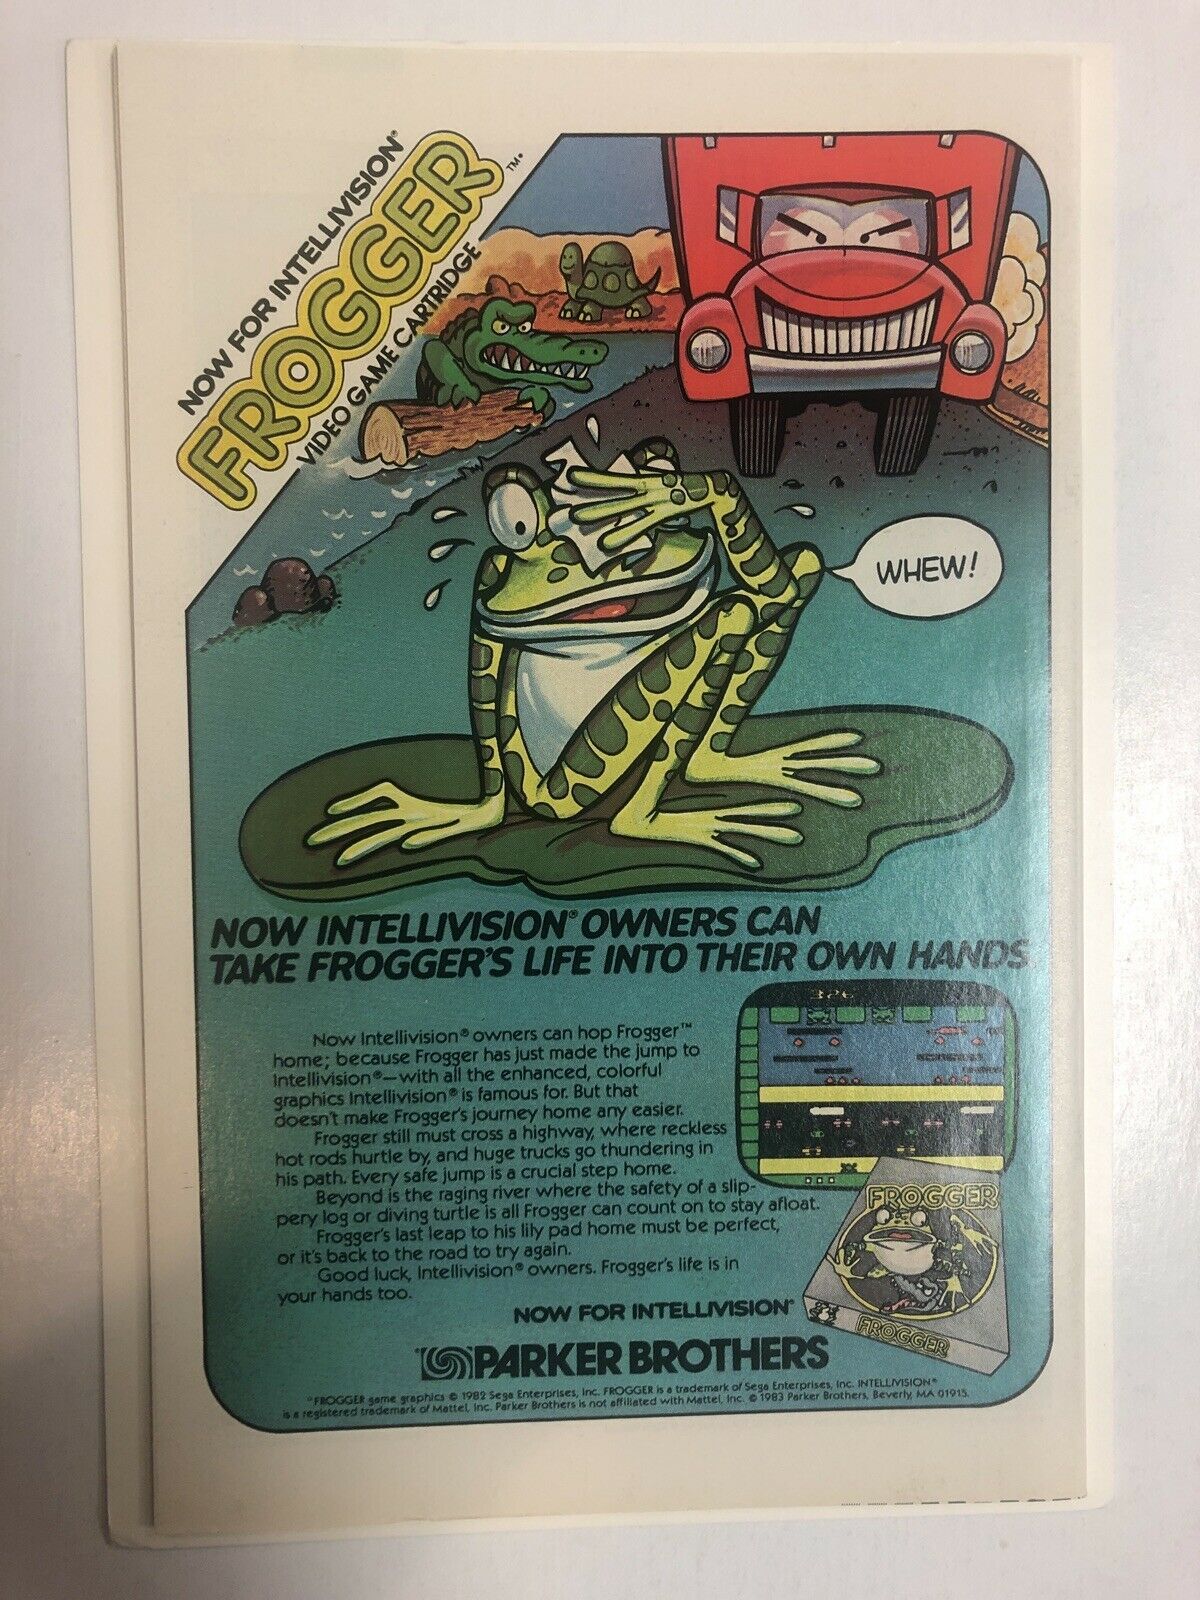 NOW FOR INTELLIVISION®
FROGGER™
VIDEO GAME CARTRIDGE
WHEW!
NOW INTELLIVISION® OWNERS CAN
TAKE FROGGER'S LIFE INTO THEIR OWN HANDS.
Now Intellivision® owners can hop Frogger™
home; because Frogger has just made the jump to
Intellivision®—with all the enhanced, colorful
graphics Intellivision® is famous for. But that
doesn't make Frogger's journey home any easier.
Frogger still must cross a highway, where reckless
hot rods hurtle by, and huge trucks go thundering in
his path. Every safe jump is a crucial step home.
Beyond is the raging river where the safety of a slip-
pery log or diving turtle is all Frogger can count on to stay afloat.
Frogger's last leap to his lily pad home must be perfect,
or it's back to the road to try again.
Good luck, Intellivision® owners. Frogger's life is in
your hands too.
FROGGER
FROGGER
NOW FOR INTELLIVISION®
PARKER BROTHERS
FROGGER game graphics © 1982 Sega Enterprises, Inc. FROGGER is a trademark of Sega Enterprises, Inc. INTELLIVISION®
is a registered trademark of Mattel, Inc. Parker Brothers is not affiliated with Mattel, Inc. © 1983 Parker Brothers, Beverly, MA 01915.